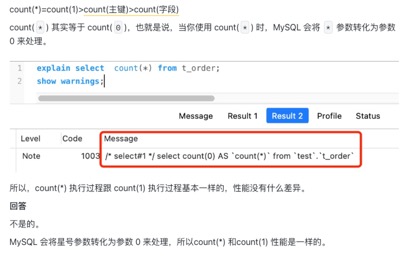 count(*)=count(1)>count(主键)>count(字段)
count( * ) 其实等于 count( 0 )，也就是说，当你使用 count( * ) 时，MySQL 会将 * 参数转化为参数
0 来处理。
1 explain select count(*) from t_order;
2 show warnings;
Message Result 1 Result 2 Profile Status
Level Code Message
Note 1003 /* select#1 */ select count(0) AS `count(*)` from `test`.`t_order`
所以，count(*) 执行过程跟 count(1) 执行过程基本一样的，性能没有什么差异。
回答
不是的。
MySQL 会将星号参数转化为参数 0 来处理，所以count(*) 和count(1) 性能是一样的。